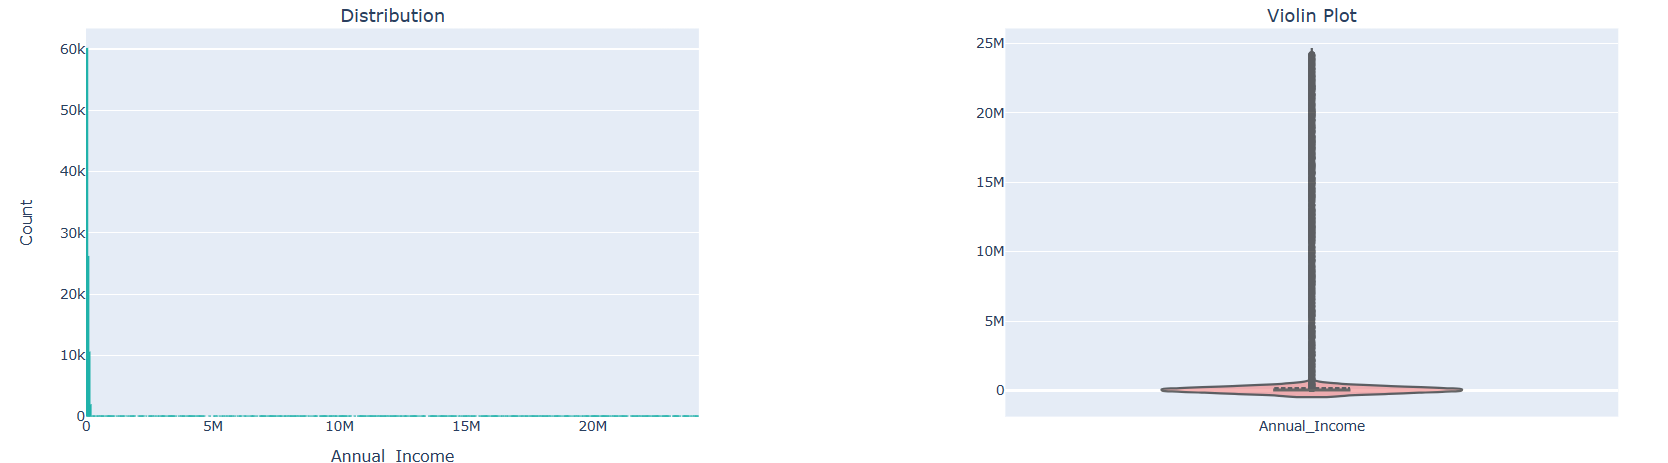 Distribution
60k
50k
40k
30k
20k
10k
0
Count
0 5M 10M 15M 20M
Annual_Income
Violin Plot
25M
20M
15M
10M
5M
0
Annual_Income